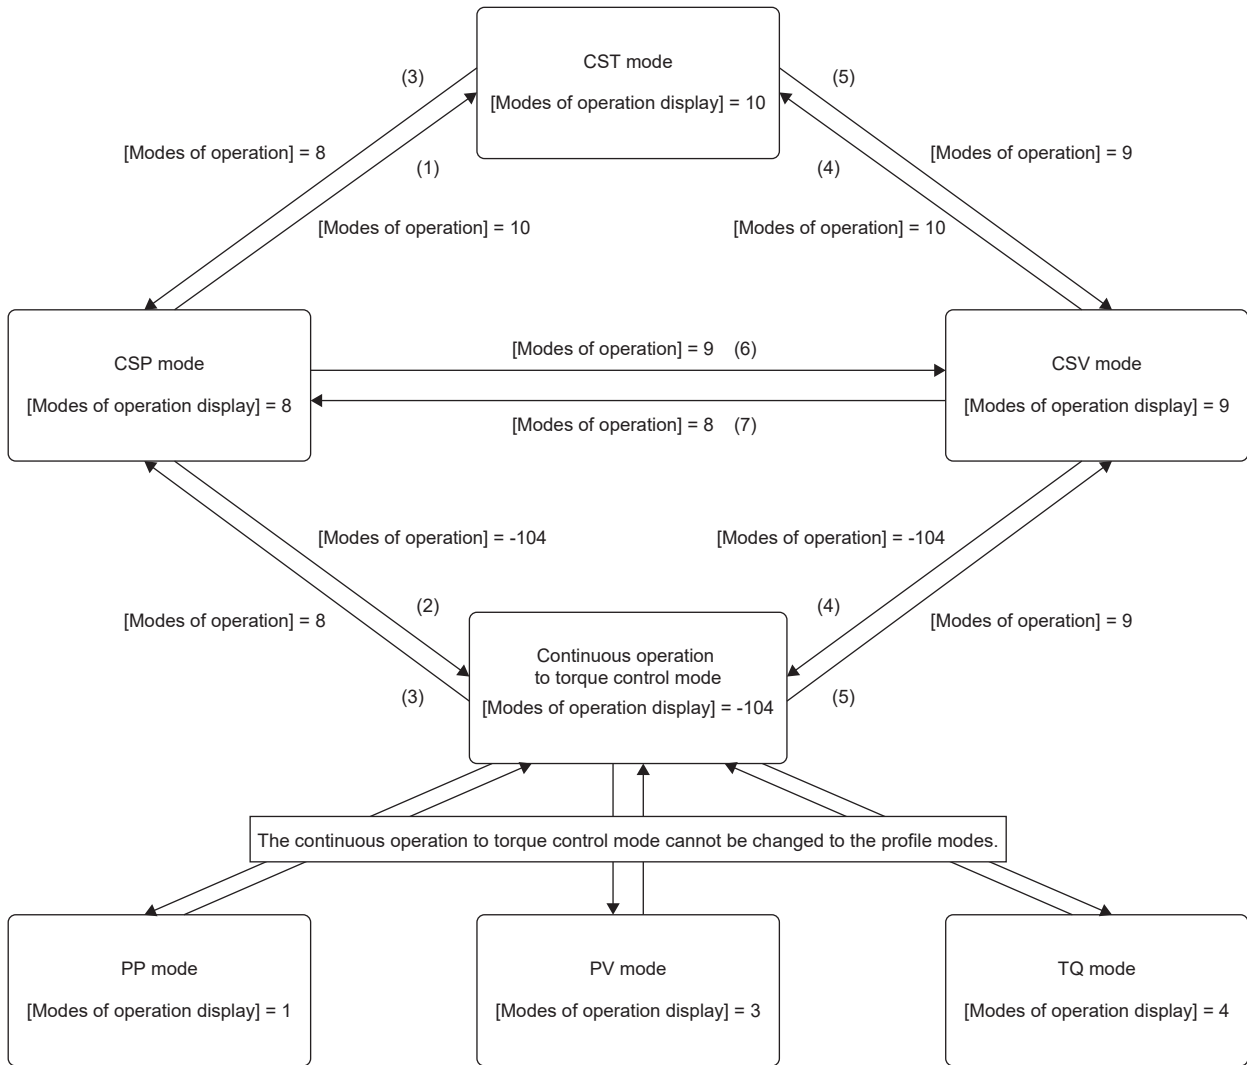 CST mode
[Modes of operation display] = 10
(3)
(5)
[Modes of operation] = 8
(1)
(4)
[Modes of operation] = 9
[Modes of operation] = 10
[Modes of operation] = 10
CSP mode
[Modes of operation display] = 8
[Modes of operation] = 9 (6)
[Modes of operation] = 8 (7)
CSV mode
[Modes of operation display] = 9
[Modes of operation] = -104
[Modes of operation] = -104
[Modes of operation] = 8
(2)
(4)
[Modes of operation] = 9
(3)
(5)
Continuous operation
to torque control mode
[Modes of operation display] = -104
The continuous operation to torque control mode cannot be changed to the profile modes.
PP mode
[Modes of operation display] = 1
PV mode
[Modes of operation display] = 3
TQ mode
[Modes of operation display] = 4